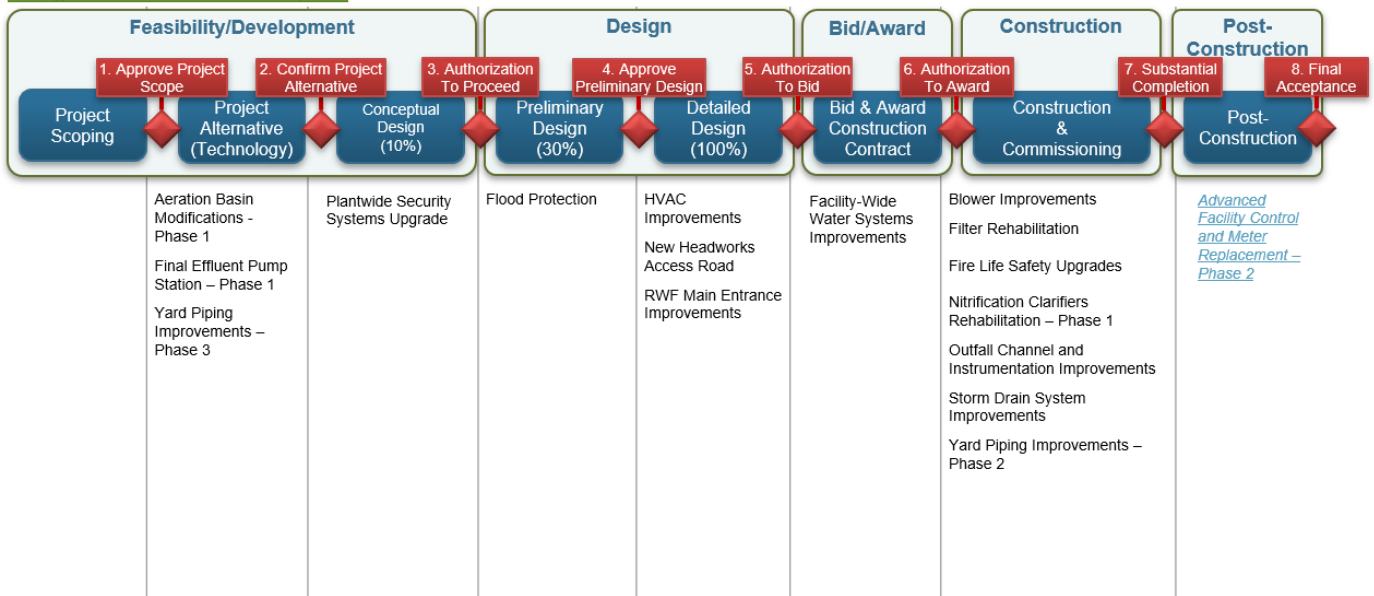 Feasibility/Development
Design
Bid/Award
Construction
Post-
Construction
1. Approve Project
Scope
2. Confirm Project
Alternative
3. Authorization
To Proceed
4. Approve
Preliminary Design
5. Authorization
To Bid
6. Authorization
To Award
7. Substantial
Completion
8. Final
Acceptance
Project
Scoping
Project
Alternative
(Technology)
Conceptual
Design
(10%)
Preliminary
Design
(30%)
Detailed
Design
(100%)
Bid & Award
Construction
Contract
Construction
&
Commissioning
Post-
Construction
Aeration Basin
Modifications -
Phase 1
Final Effluent Pump
Station – Phase 1
Yard Piping
Improvements –
Phase 3
Plantwide Security
Systems Upgrade
Flood Protection
HVAC
Improvements
New Headworks
Access Road
RWF Main Entrance
Improvements
Facility-Wide
Water Systems
Improvements
Blower Improvements
Filter Rehabilitation
Fire Life Safety Upgrades
Nitrification Clarifiers
Rehabilitation – Phase 1
Outfall Channel and
Instrumentation Improvements
Storm Drain System
Improvements
Yard Piping Improvements –
Phase 2
Advanced
Facility Control
and Meter
Replacement –
Phase 2